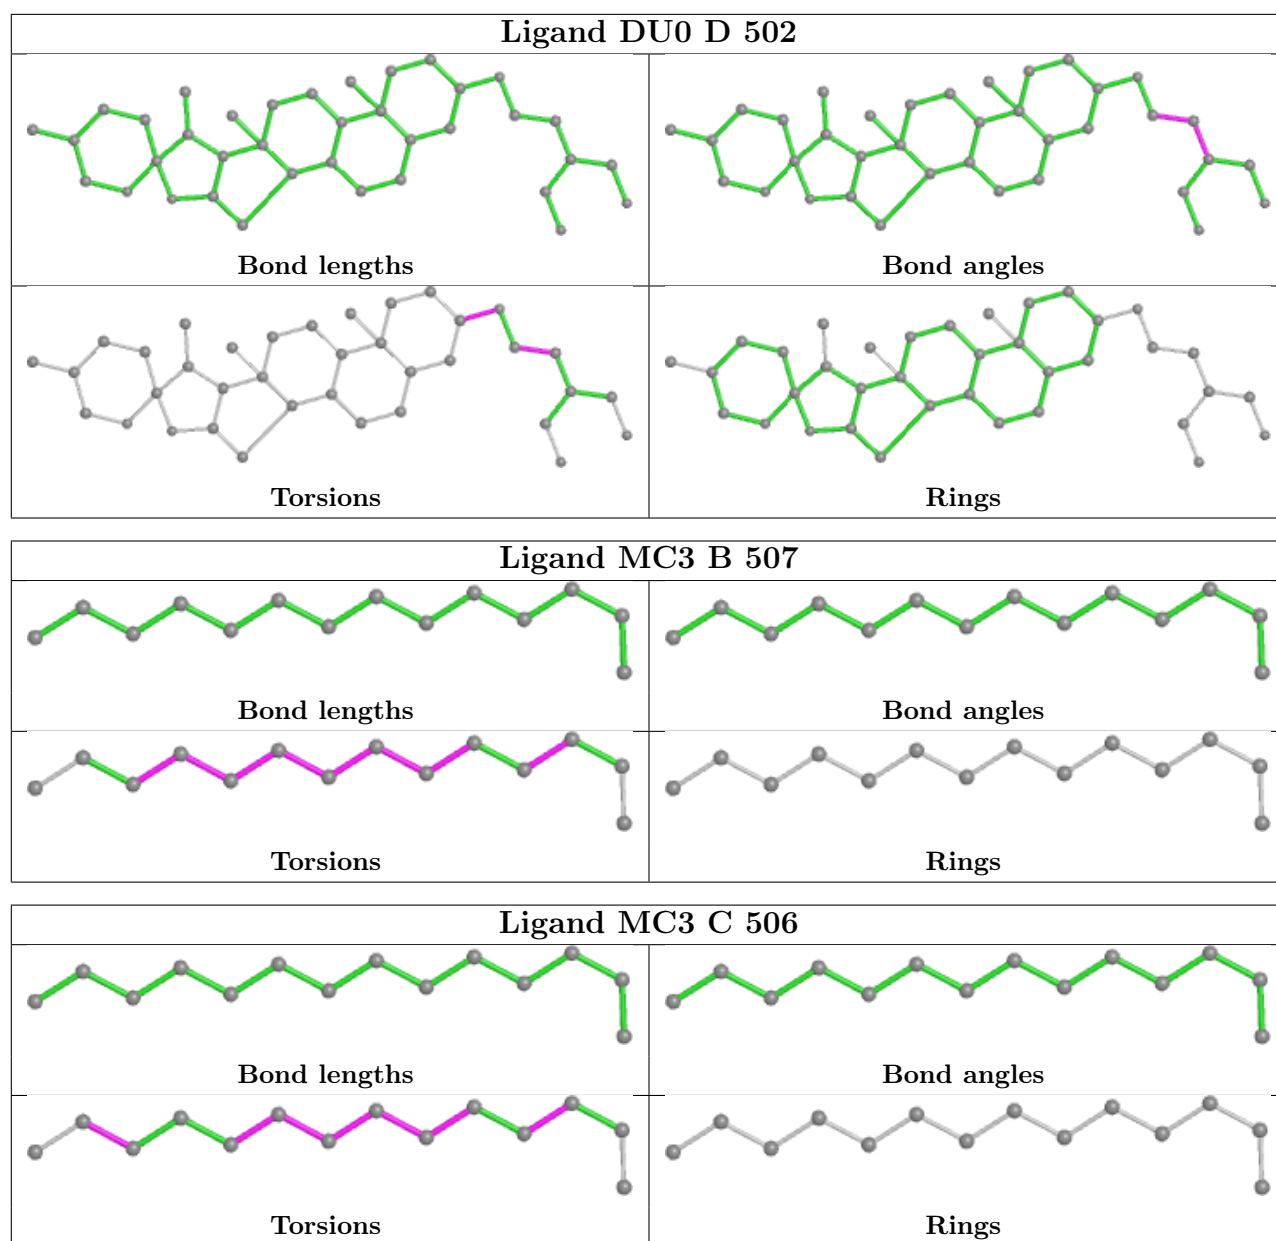 Ligand DU0 D 502
Bond lengths
Bond angles
Torsions
Rings
Ligand MC3 B 507
Bond lengths
Bond angles
Torsions
Rings
Ligand MC3 C 506
Bond lengths
Bond angles
Torsions
Rings